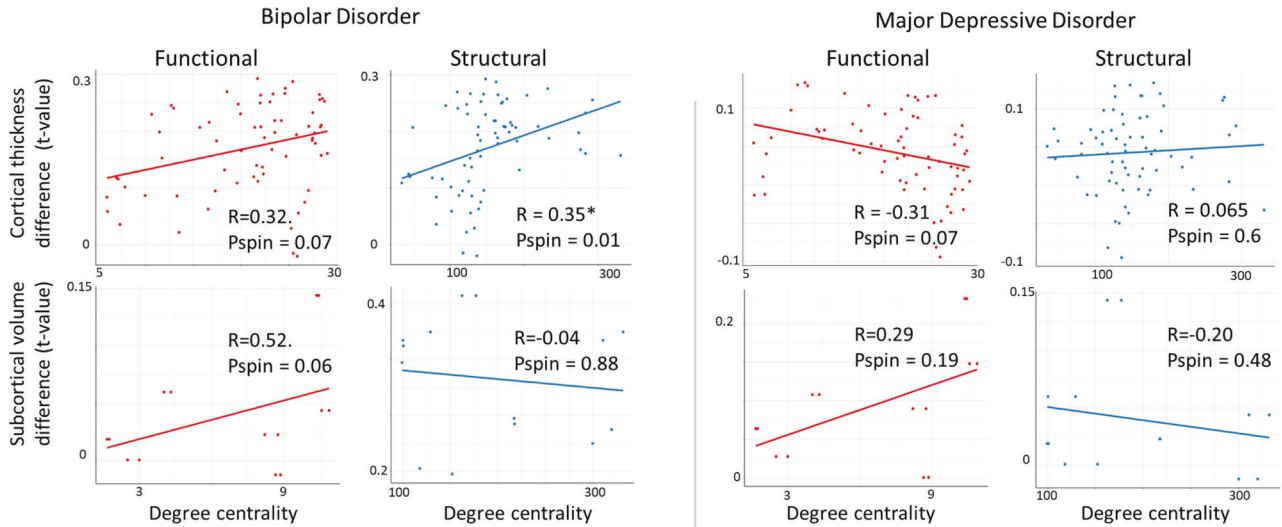 Bipolar Disorder
Major Depressive Disorder
Functional
Structural
Functional
Structural
Cortical thickness
difference (t-value)
0.3
0
5
30
R=0.32.
Pspin = 0.07
0.3
0
100
300
R = 0.35*
Pspin = 0.01
0.1
-0.1
5
30
R = -0.31
Pspin = 0.07
0.1
-0.1
100
300
R = 0.065
Pspin = 0.6
Subcortical volume
difference (t-value)
0.15
0
3
9
R=0.52.
Pspin = 0.06
Degree centrality
0.4
0.2
100
300
R=-0.04
Pspin = 0.88
Degree centrality
0.2
0
3
9
R=0.29
Pspin = 0.19
Degree centrality
0.15
0
100
300
R=-0.20
Pspin = 0.48
Degree centrality